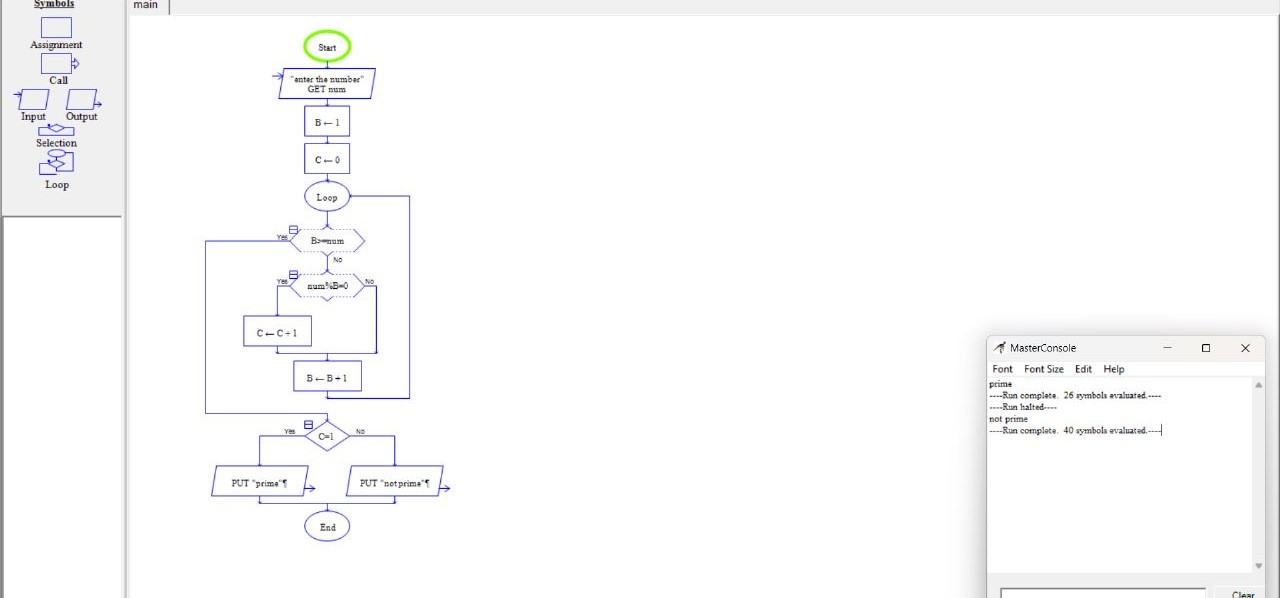 Symbols
Assignment
Call
Input Output
Selection
Loop
main
Start
"enter the number"
GET num
B ← 1
C ← 0
Loop
Yes B>=num
No
Yes num%B=0 No
C ← C + 1
B ← B + 1
Yes C=1 No
PUT "prime"¶ PUT "not prime"¶
End
MasterConsole
Font Font Size Edit Help
prime
----Run complete. 26 symbols evaluated.----
----Run halted----
not prime
----Run complete. 40 symbols evaluated.----
Clear